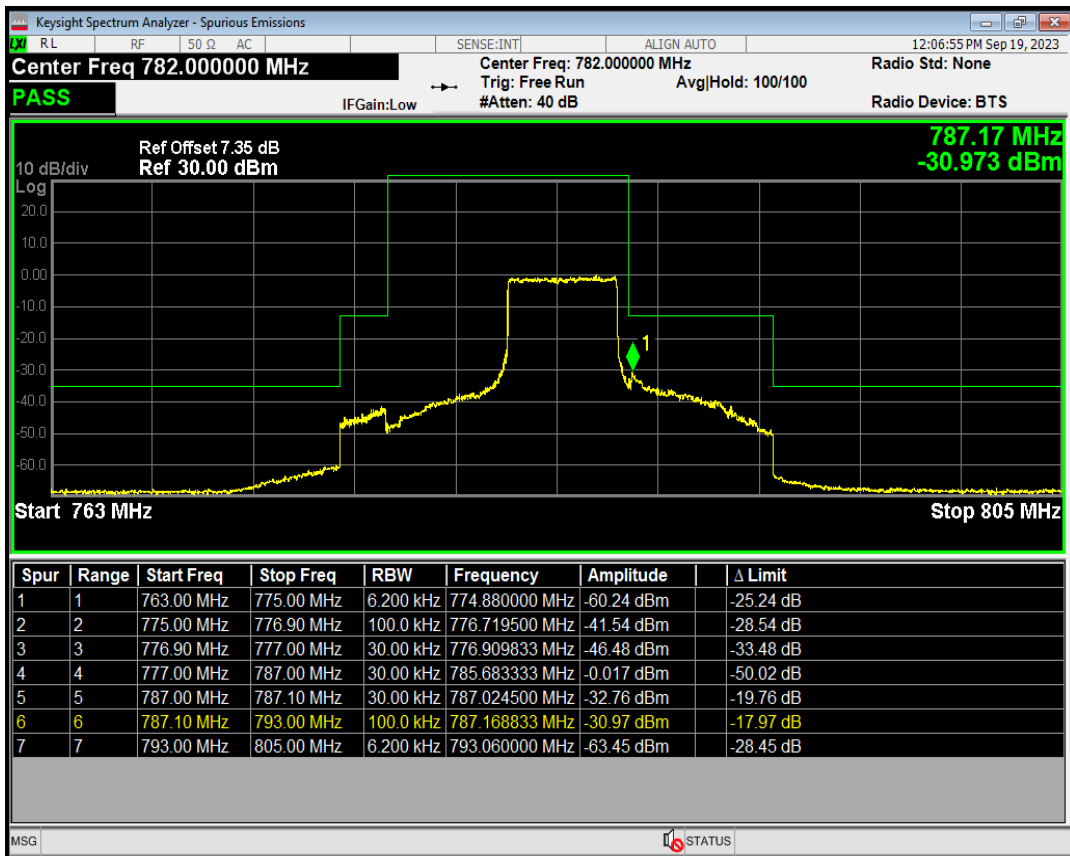 Keysight Spectrum Analyzer - Spurious Emissions
LXI RL RF 50 Ω AC SENSE:INT ALIGN AUTO 12:06:55 PM Sep 19, 2023
Center Freq 782.000000 MHz Center Freq: 782.000000 MHz Radio Std: None
Trig: Free Run Avg|Hold: 100/100
PASS IFGain:Low #Atten: 40 dB Radio Device: BTS
787.17 MHz
-30.973 dBm
Ref Offset 7.35 dB
10 dB/div Ref 30.00 dBm
Log
20.0
10.0
0.00
-10.0
-20.0
1
-30.0
-40.0
-50.0
-60.0
Start 763 MHz Stop 805 MHz
Spur Range Start Freq Stop Freq RBW Frequency Amplitude Δ Limit
1 1 763.00 MHz 775.00 MHz 6.200 kHz 774.880000 MHz -60.24 dBm -25.24 dB
2 2 775.00 MHz 776.90 MHz 100.0 kHz 776.719500 MHz -41.54 dBm -28.54 dB
3 3 776.90 MHz 777.00 MHz 30.00 kHz 776.909833 MHz -46.48 dBm -33.48 dB
4 4 777.00 MHz 787.00 MHz 30.00 kHz 785.683333 MHz -0.017 dBm -50.02 dB
5 5 787.00 MHz 787.10 MHz 30.00 kHz 787.024500 MHz -32.76 dBm -19.76 dB
6 6 787.10 MHz 793.00 MHz 100.0 kHz 787.168833 MHz -30.97 dBm -17.97 dB
7 7 793.00 MHz 805.00 MHz 6.200 kHz 793.060000 MHz -63.45 dBm -28.45 dB
MSG STATUS